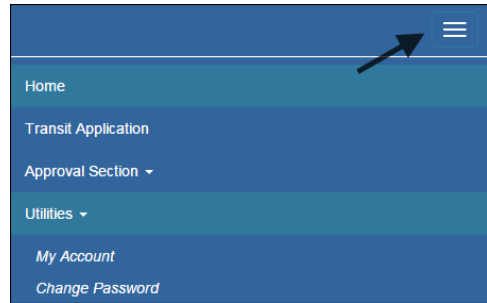 Home
Transit Application
Approval Section
Utilities
My Account
Change Password